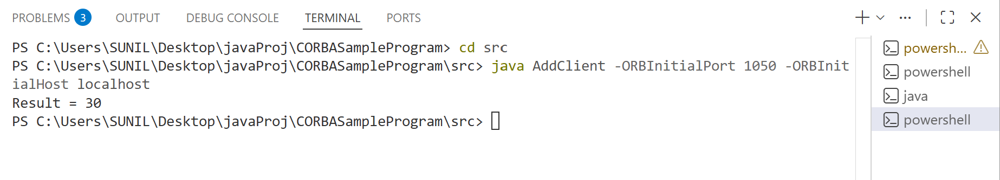 PROBLEMS 3 OUTPUT DEBUG CONSOLE TERMINAL PORTS
PS C:\Users\SUNIL\Desktop\javaProj\CORBASampleProgram> cd src
PS C:\Users\SUNIL\Desktop\javaProj\CORBASampleProgram\src> java AddClient -ORBInitialPort 1050 -ORBInit
ialHost localhost
Result = 30
PS C:\Users\SUNIL\Desktop\javaProj\CORBASampleProgram\src>
powersh...
powershell
java
powershell